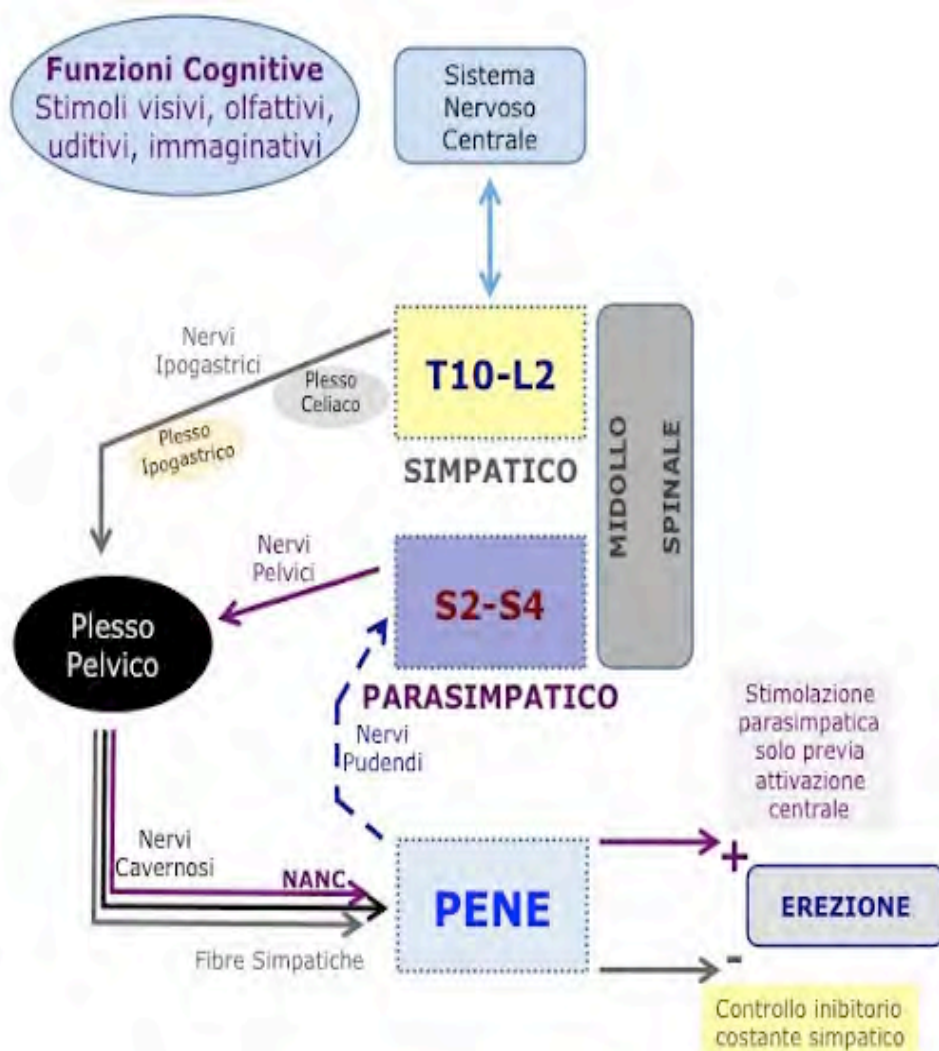 Funzioni Cognitive
Stimoli visivi, olfattivi,
uditivi, immaginativi
Sistema
Nervoso
Centrale
Nervi
Ipogastrici
Plesso
Celiaco
Plesso
Ipogastrico
T10-L2
SIMPATICO
MIDOLLO
SPINALE
Nervi
Pelvici
S2-S4
PARASIMPATICO
Plesso
Pelvico
Nervi
Pudendi
Stimolazione
parasimpatica
solo previa
attivazione
centrale
Nervi
Cavernosi
NANC
Fibre Simpatiche
PENE
+
EREZIONE
-
Controllo inibitorio
costante simpatico